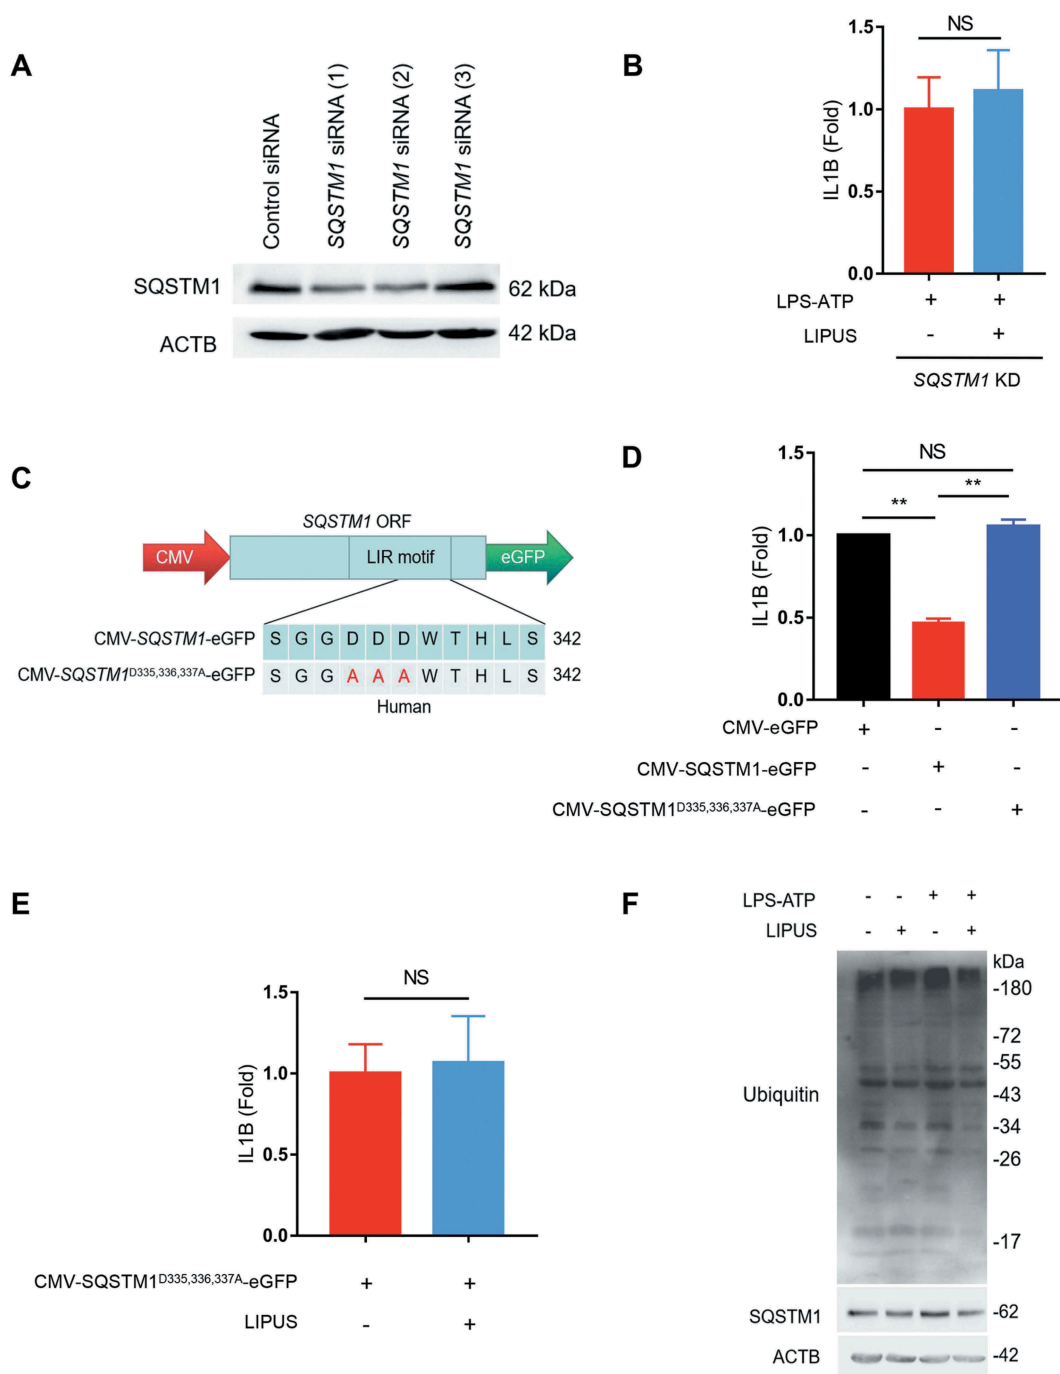 A
Control siRNA
SQSTM1 siRNA (1)
SQSTM1 siRNA (2)
SQSTM1 siRNA (3)
SQSTM1
62 kDa
ACTB
42 kDa
B
NS
IL1B (Fold)
1.5
1.0
0.5
0.0
LPS-ATP + +
LIPUS - +
SQSTM1 KD
C
SQSTM1 ORF
CMV LIR motif eGFP
CMV-SQSTM1-eGFP S G G D D D W T H L S 342
CMV-SQSTM1D335,336,337A-eGFP S G G A A A W T H L S 342
Human
D
NS
** **
IL1B (Fold)
1.5
1.0
0.5
0.0
CMV-eGFP + - -
CMV-SQSTM1-eGFP - + -
CMV-SQSTM1D335,336,337A-eGFP - - +
E
NS
IL1B (Fold)
1.5
1.0
0.5
0.0
CMV-SQSTM1D335,336,337A-eGFP + +
LIPUS - +
F
LPS-ATP - - + +
LIPUS - + - +
kDa
-180
-72
-55
Ubiquitin
-43
-34
-26
-17
SQSTM1 -62
ACTB -42